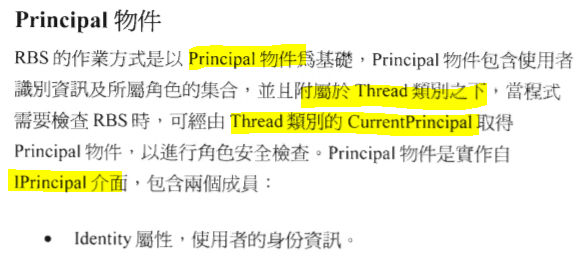 Principal 物件
RBS 的作業方式是以 Principal 物件為基礎，Principal 物件包含使用者
識別資訊及所屬角色的集合，並且附屬於 Thread 類別之下，當程式
需要檢查 RBS 時，可經由 Thread 類別的 CurrentPrincipal 取得
Principal 物件，以進行角色安全檢查。Principal 物件是實作自
IPrincipal 介面，包含兩個成員：
• Identity 屬性，使用者的身份資訊。